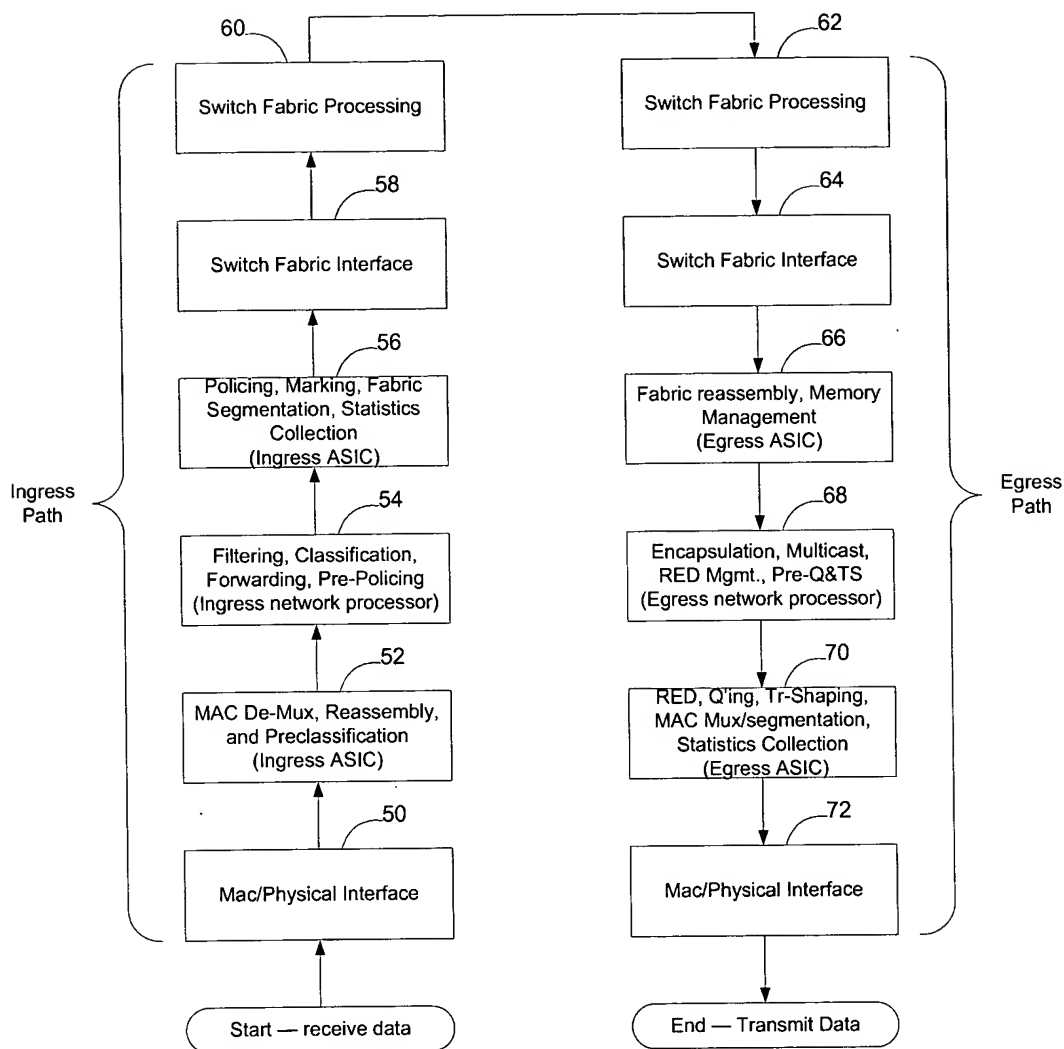 60
Switch Fabric Processing
58
Switch Fabric Interface
56
Policing, Marking, Fabric
Segmentation, Statistics
Collection
(Ingress ASIC)
Ingress
Path
54
Filtering, Classification,
Forwarding, Pre-Policing
(Ingress network processor)
52
MAC De-Mux, Reassembly,
and Preclassification
(Ingress ASIC)
50
Mac/Physical Interface
Start — receive data
62
Switch Fabric Processing
64
Switch Fabric Interface
66
Fabric reassembly, Memory
Management
(Egress ASIC)
Egress
Path
68
Encapsulation, Multicast,
RED Mgmt., Pre-Q&TS
(Egress network processor)
70
RED, Q'ing, Tr-Shaping,
MAC Mux/segmentation,
Statistics Collection
(Egress ASIC)
72
Mac/Physical Interface
End — Transmit Data